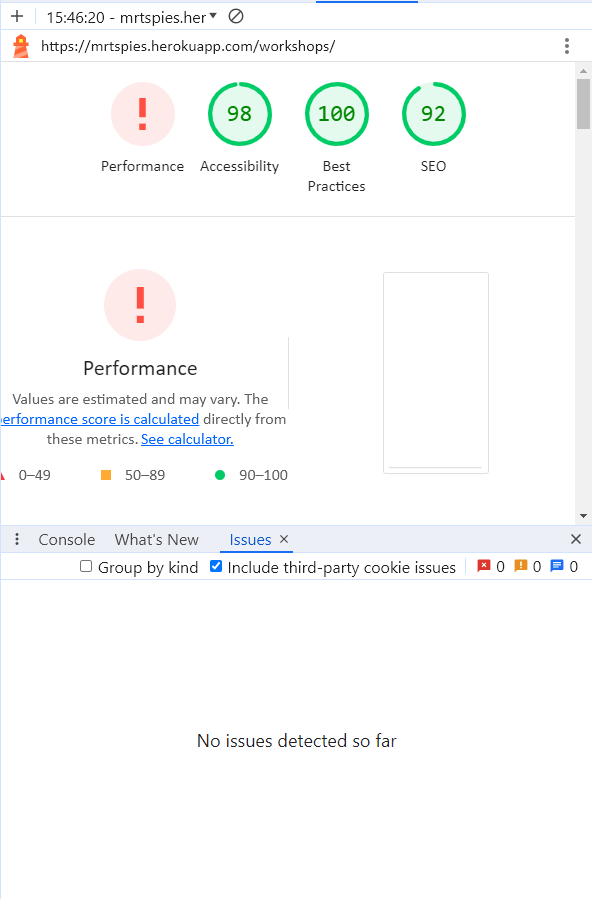 15:46:20 - mrtspies.her
https://mrtspies.herokuapp.com/workshops/
!
98
100
92
Performance
Accessibility
Best
Practices
SEO
!
Performance
Values are estimated and may vary. The
performance score is calculated directly from
these metrics. See calculator.
0–49
50–89
90–100
Console
What's New
Issues
Group by kind
Include third-party cookie issues
0
0
0
No issues detected so far